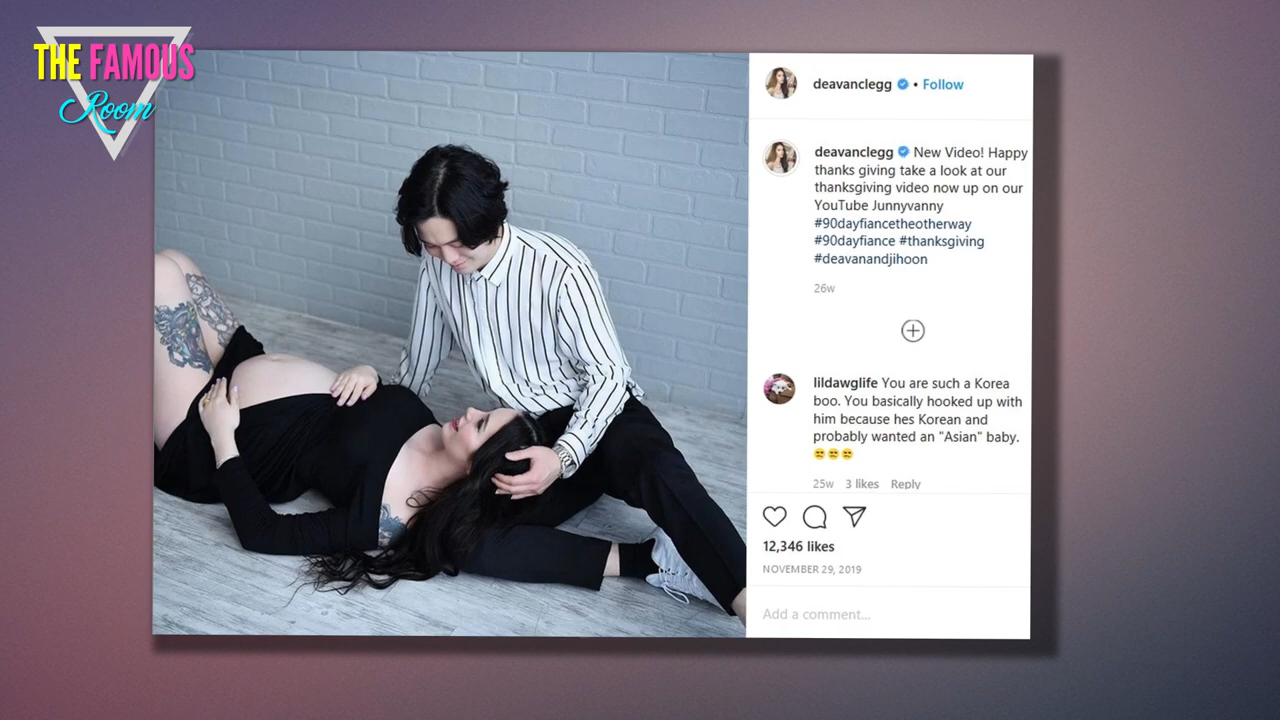 THE FAMOUS
Room
deavanclegg • Follow
deavanclegg New Video! Happy
thanks giving take a look at our
thanksgiving video now up on our
YouTube Junnyvanny
#90dayfiancetheotherway
#90dayfiance #thanksgiving
#deavanandjihoon
26w
lildawglife You are such a Korea
boo. You basically hooked up with
him because hes Korean and
probably wanted an "Asian" baby.
😒😒😒
25w 3 likes Reply
12,346 likes
NOVEMBER 29, 2019
Add a comment...